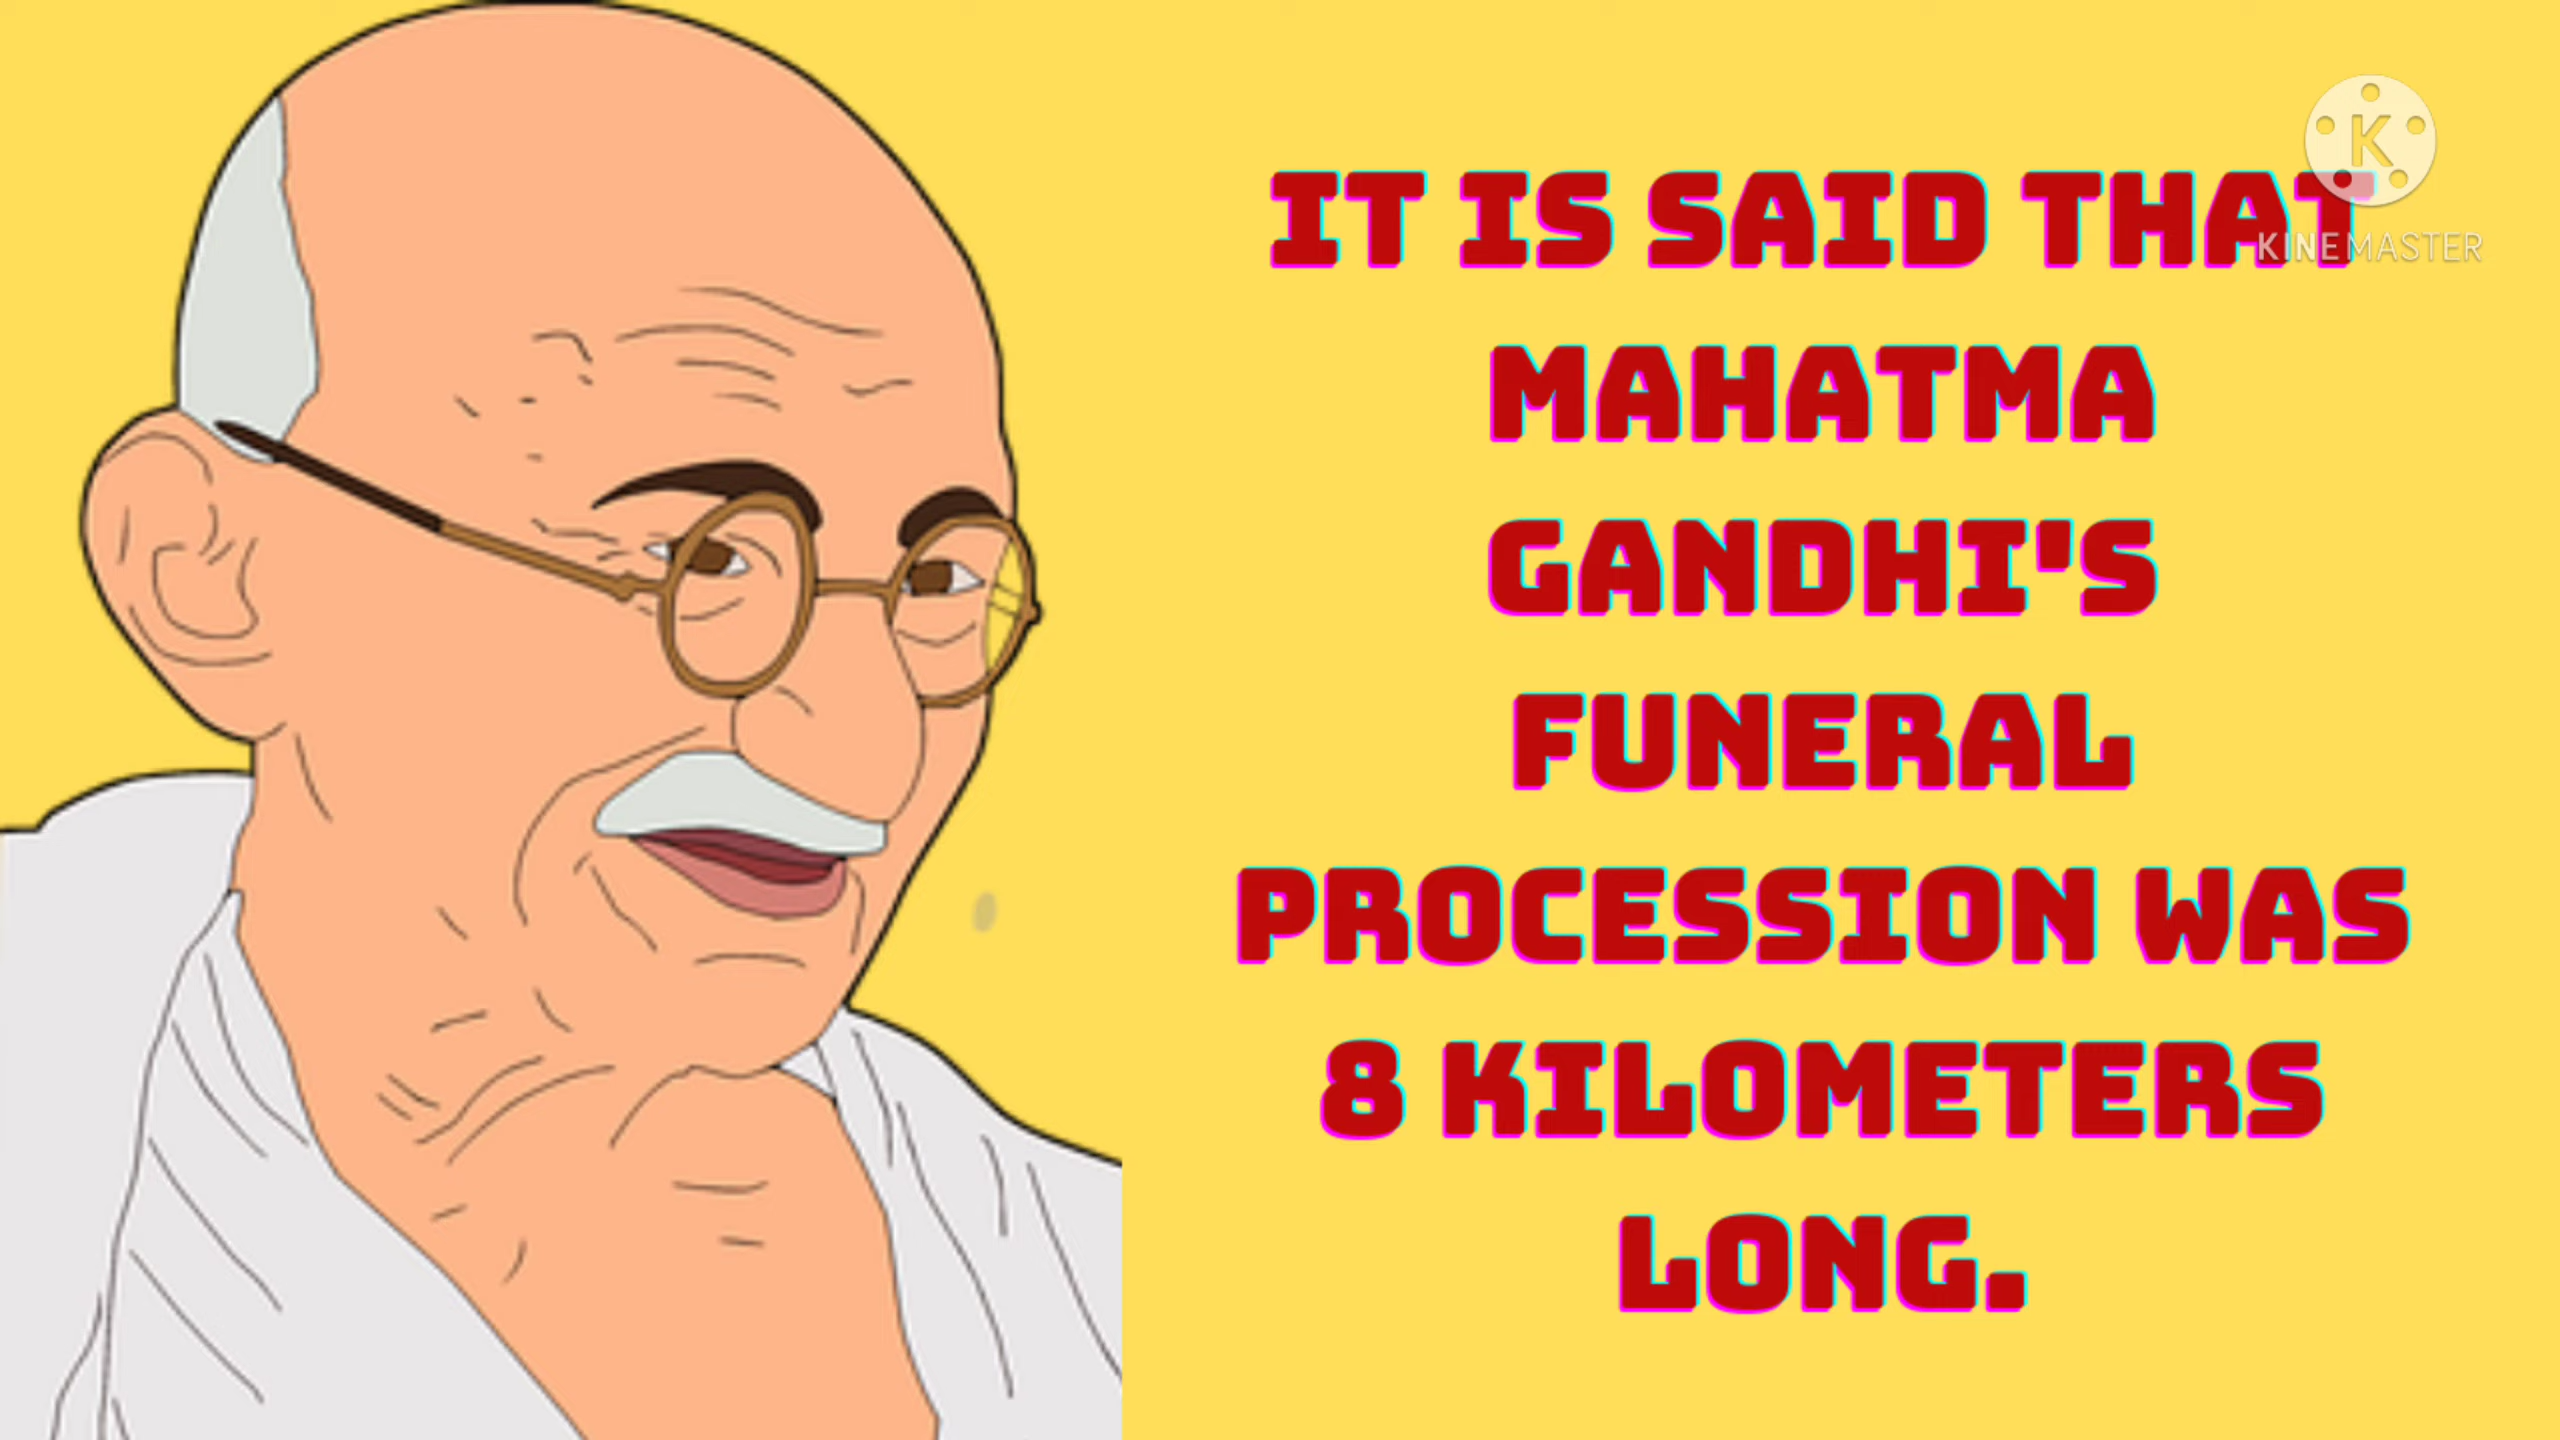 IT IS SAID THAT
MAHATMA
GANDHI'S
FUNERAL
PROCESSION WAS
8 KILOMETERS
LONG.
K
KINEMASTER